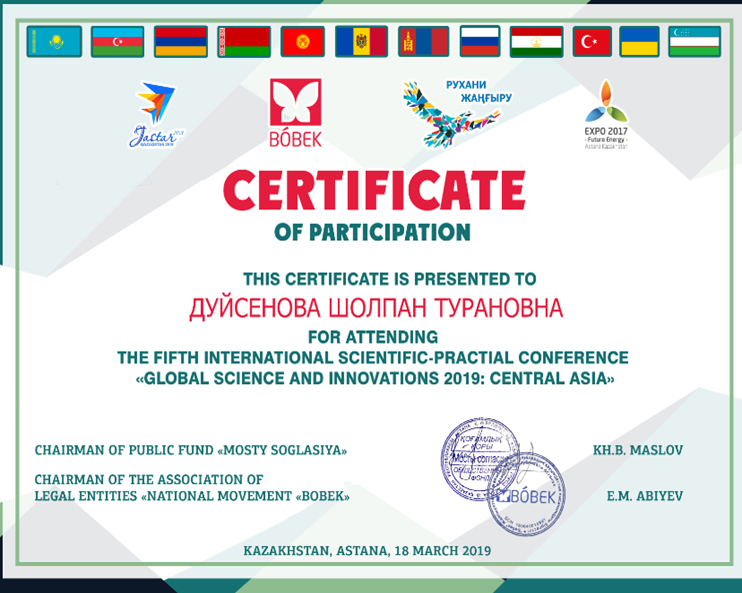 Jastar
KAZAKHSTAN 2019
BÓBEK
РУХАНИ
ЖАҢҒЫРУ
EXPO 2017
Future Energy
Astana Kazakhstan
CERTIFICATE
OF PARTICIPATION
THIS CERTIFICATE IS PRESENTED TO
ДУЙСЕНОВА ШОЛПАН ТУРАНОВНА
FOR ATTENDING
THE FIFTH INTERNATIONAL SCIENTIFIC-PRACTIAL CONFERENCE
«GLOBAL SCIENCE AND INNOVATIONS 2019: CENTRAL ASIA»
CHAIRMAN OF PUBLIC FUND «MOSTY SOGLASIYA»
KH.B. MASLOV
ҚОҒАМДЫҚ
ҚОРЫ
CHAIRMAN OF THE ASSOCIATION OF
LEGAL ENTITIES «NATIONAL MOVEMENT «BOBEK»
BÓBEK
E.M. ABIYEV
KAZAKHSTAN, ASTANA, 18 MARCH 2019